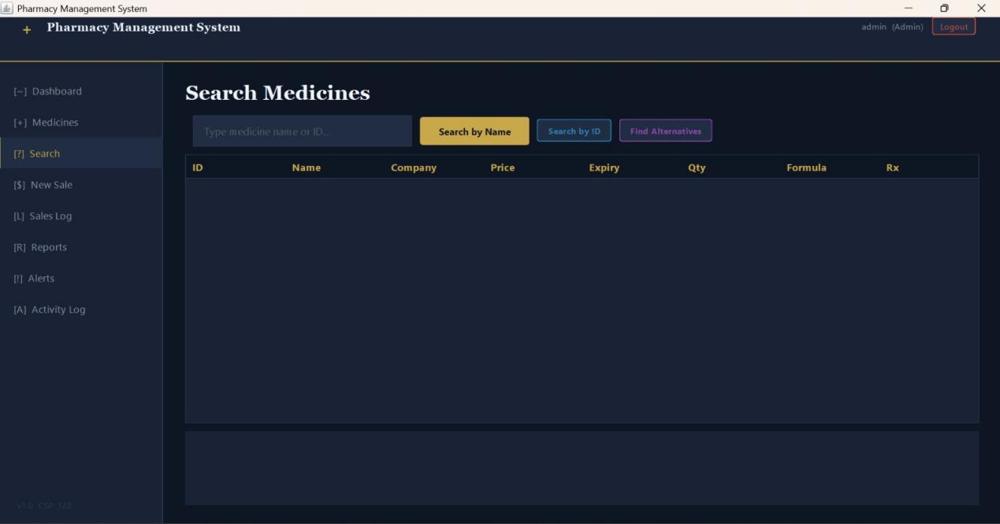 Pharmacy Management System
+ Pharmacy Management System
admin (Admin) Logout
[~] Dashboard
[+] Medicines
[?] Search
[$] New Sale
[L] Sales Log
[R] Reports
[!] Alerts
[A] Activity Log
v1.0 CSP-122
Search Medicines
Type medicine name or ID... Search by Name Search by ID Find Alternatives
ID Name Company Price Expiry Qty Formula Rx